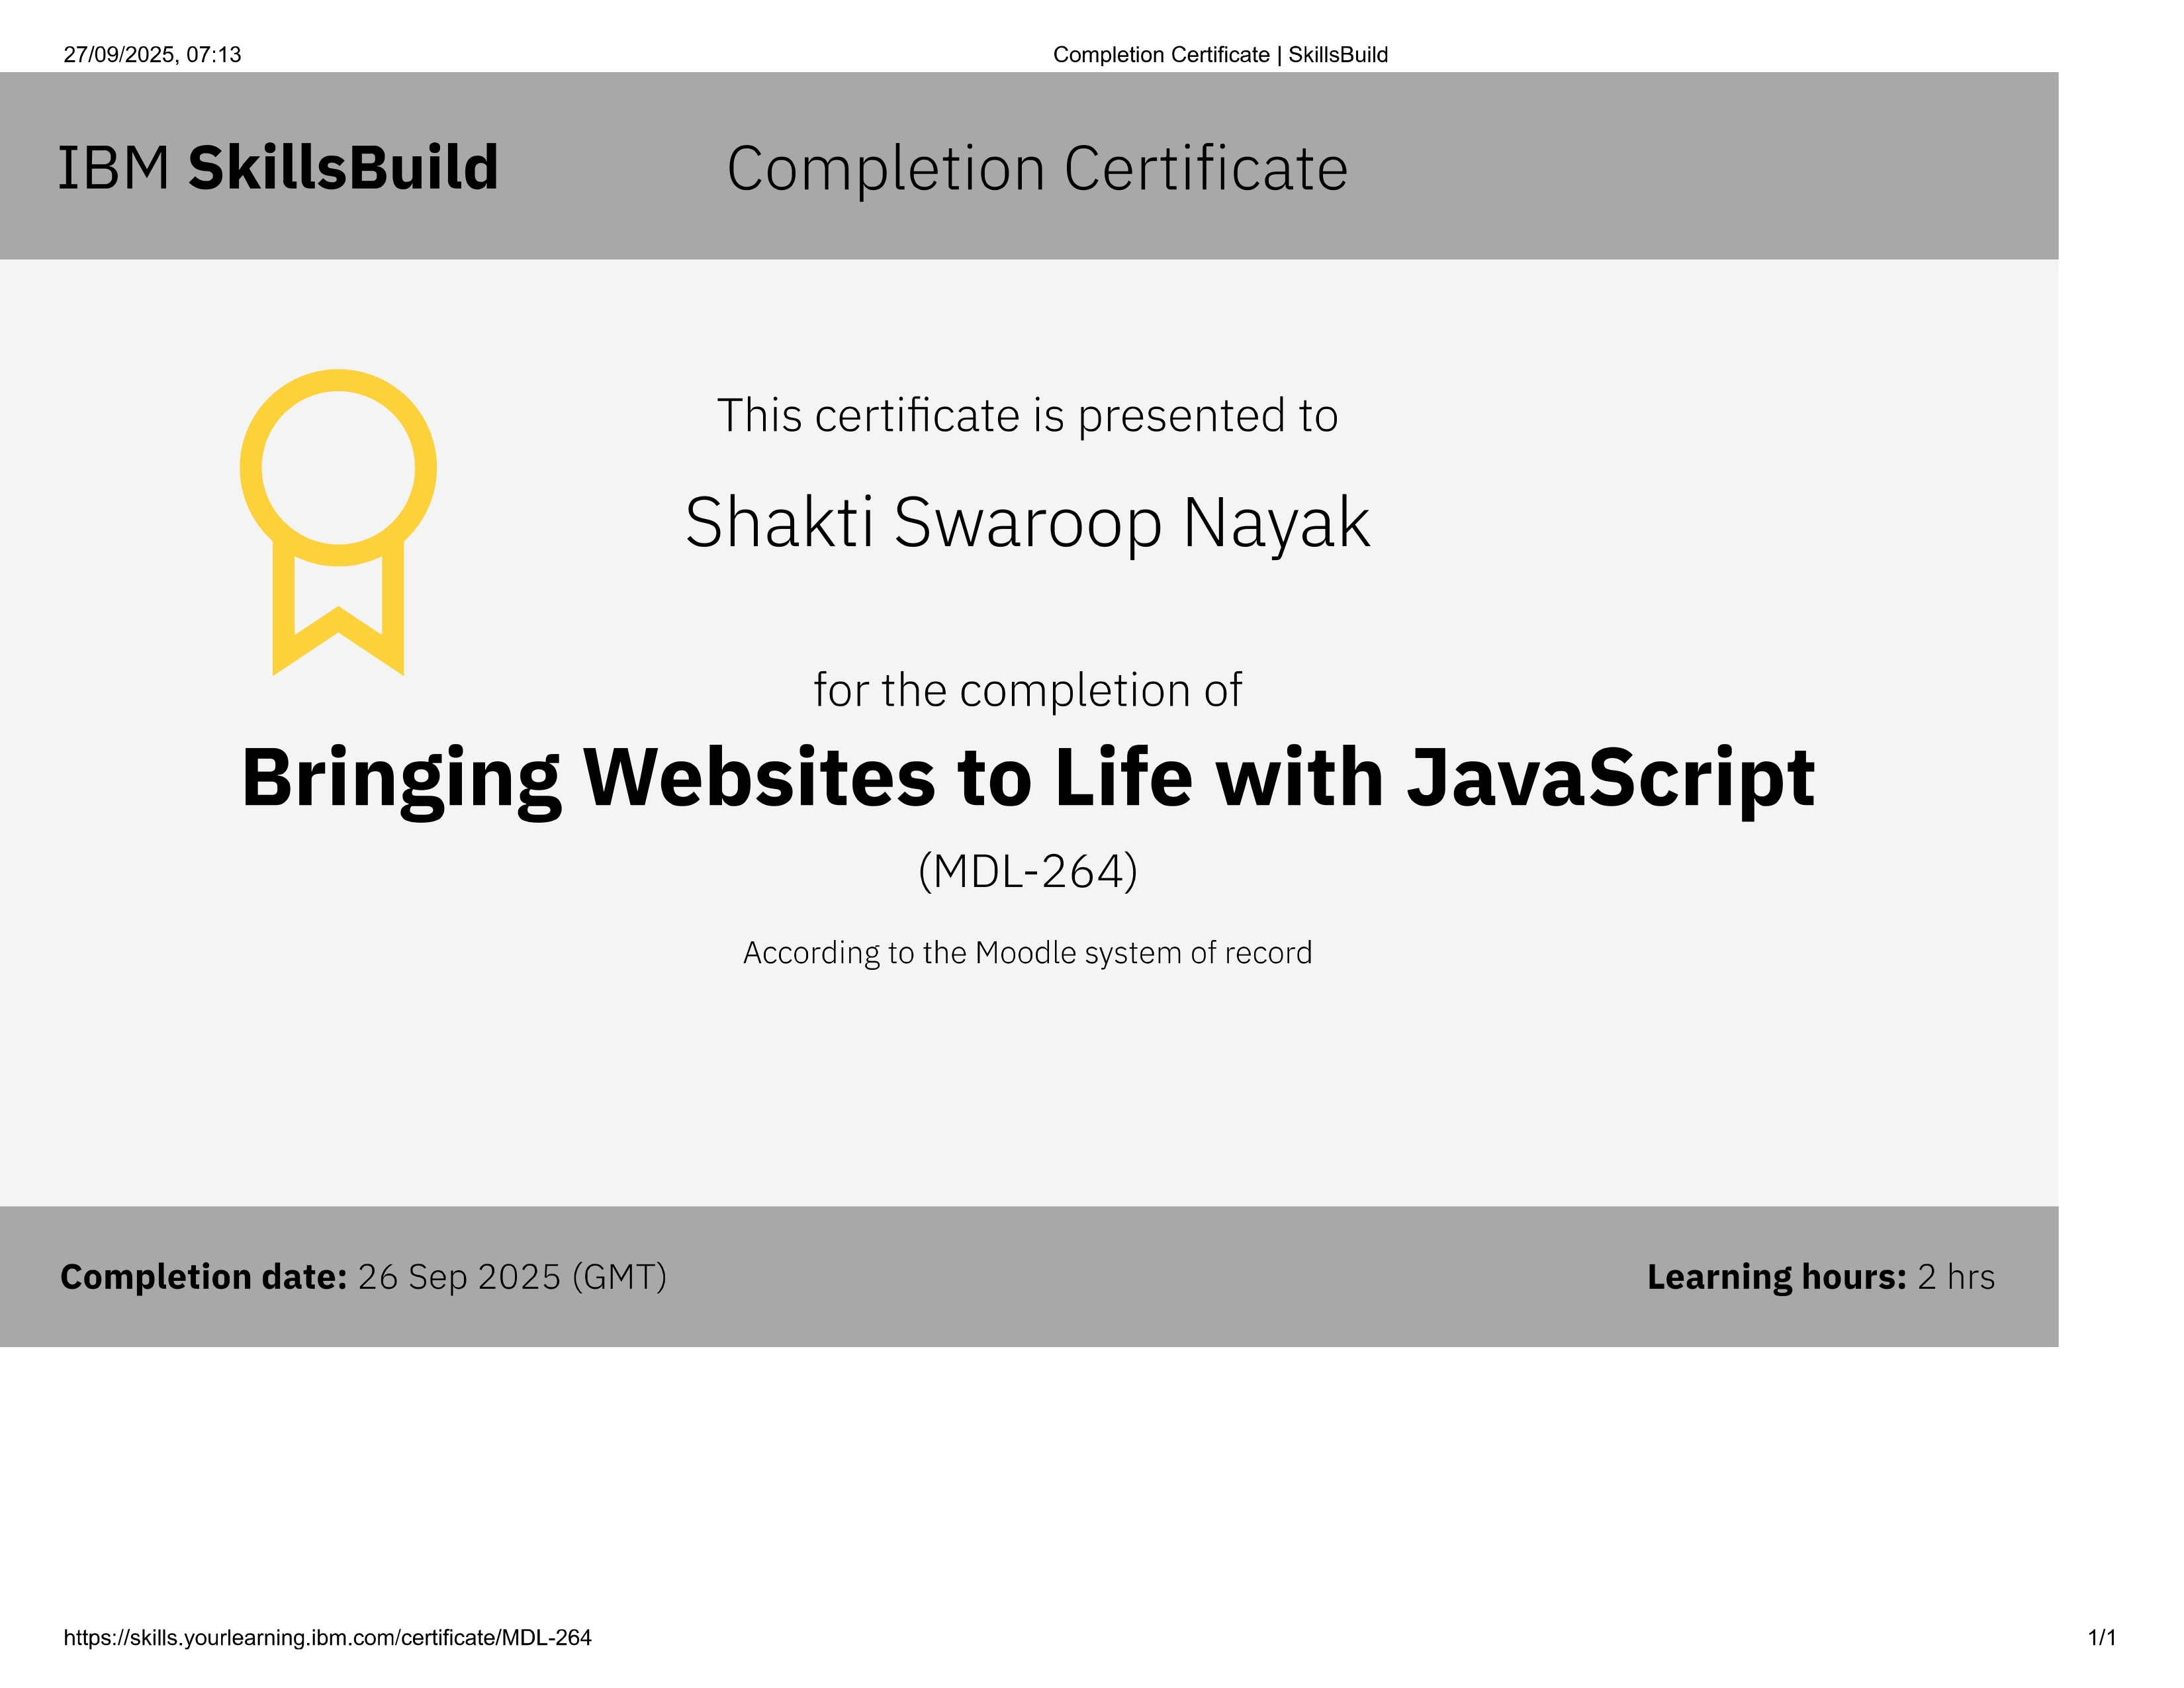 27/09/2025, 07:13
Completion Certificate | SkillsBuild
IBM SkillsBuild
Completion Certificate
This certificate is presented to
Shakti Swaroop Nayak
for the completion of
Bringing Websites to Life with JavaScript
(MDL-264)
According to the Moodle system of record
Completion date: 26 Sep 2025 (GMT)
Learning hours: 2 hrs
https://skills.yourlearning.ibm.com/certificate/MDL-264
1/1